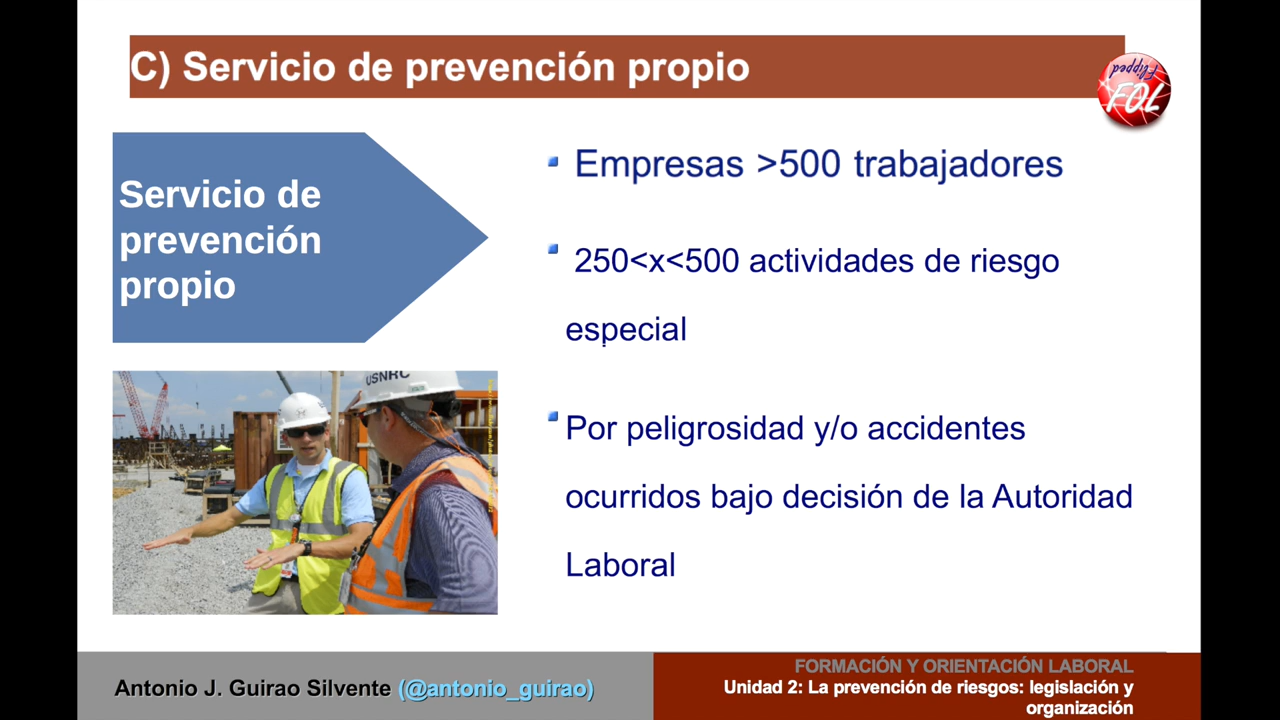 C) Servicio de prevención propio
Flipped
FOL
Servicio de
prevención
propio
Empresas >500 trabajadores
250<x<500 actividades de riesgo
especial
Por peligrosidad y/o accidentes
ocurridos bajo decisión de la Autoridad
Laboral
USNRC
Antonio J. Guirao Silvente (@antonio_guirao)
FORMACIÓN Y ORIENTACIÓN LABORAL
Unidad 2: La prevención de riesgos: legislación y
organización